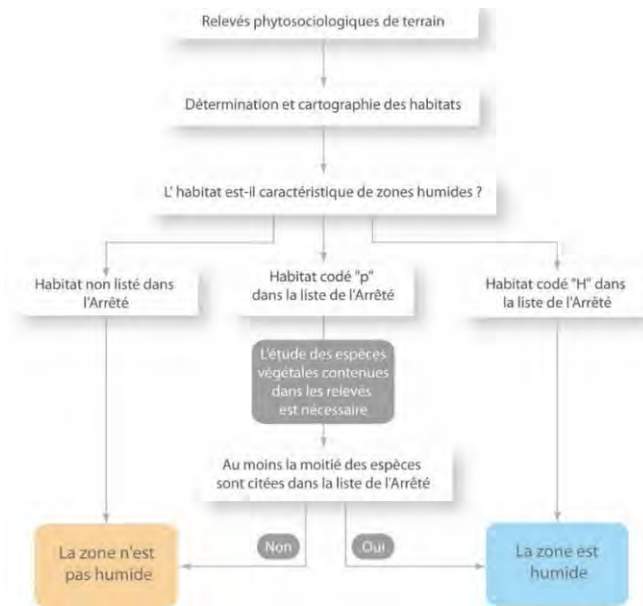 Relevés phytosociologiques de terrain
Détermination et cartographie des habitats
L' habitat est-il caractéristique de zones humides ?
Habitat non listé dans
l'Arrêté
Habitat codé "p"
dans la liste de l'Arrêté
Habitat codé "H" dans
la liste de l'Arrêté
L'étude des espèces
végétales contenues
dans les relevés
est nécessaire
Au moins la moitié des espèces
sont citées dans la liste de l'Arrêté
Non
Oui
La zone n'est
pas humide
La zone est
humide